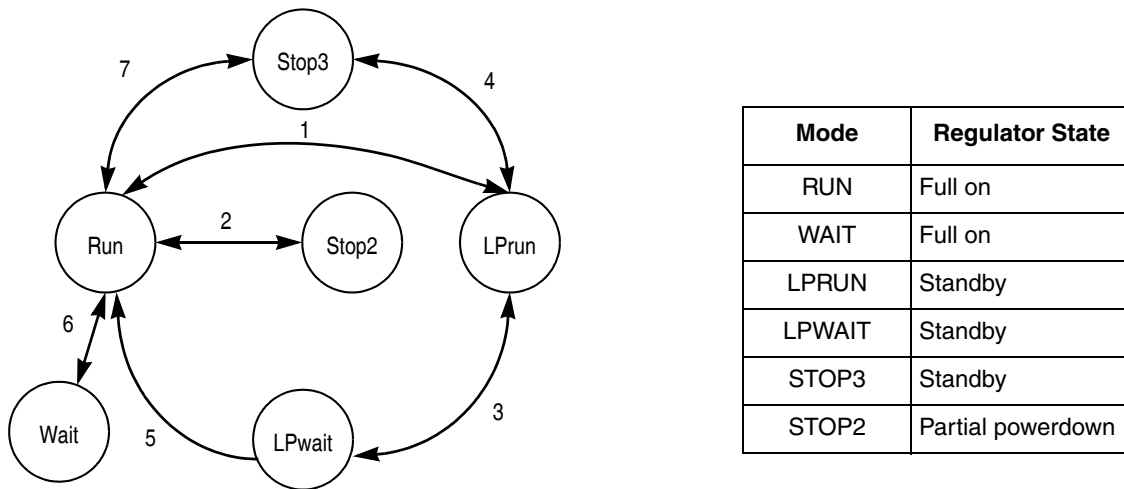 Stop3
7
4
1
Run
2
Stop2
LPrun
6
Wait
5
LPwait
3
Mode Regulator State
RUN Full on
WAIT Full on
LPRUN Standby
LPWAIT Standby
STOP3 Standby
STOP2 Partial powerdown